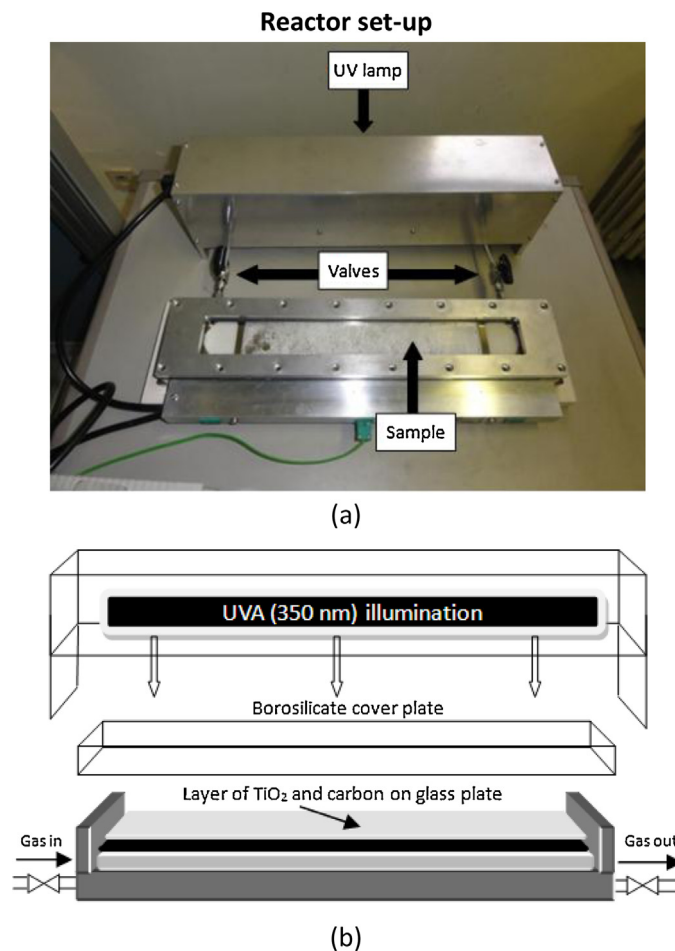 Reactor set-up
UV lamp
Valves
Sample
(a)
UVA (350 nm) illumination
Borosilicate cover plate
Layer of TiO₂ and carbon on glass plate
Gas in
Gas out
(b)